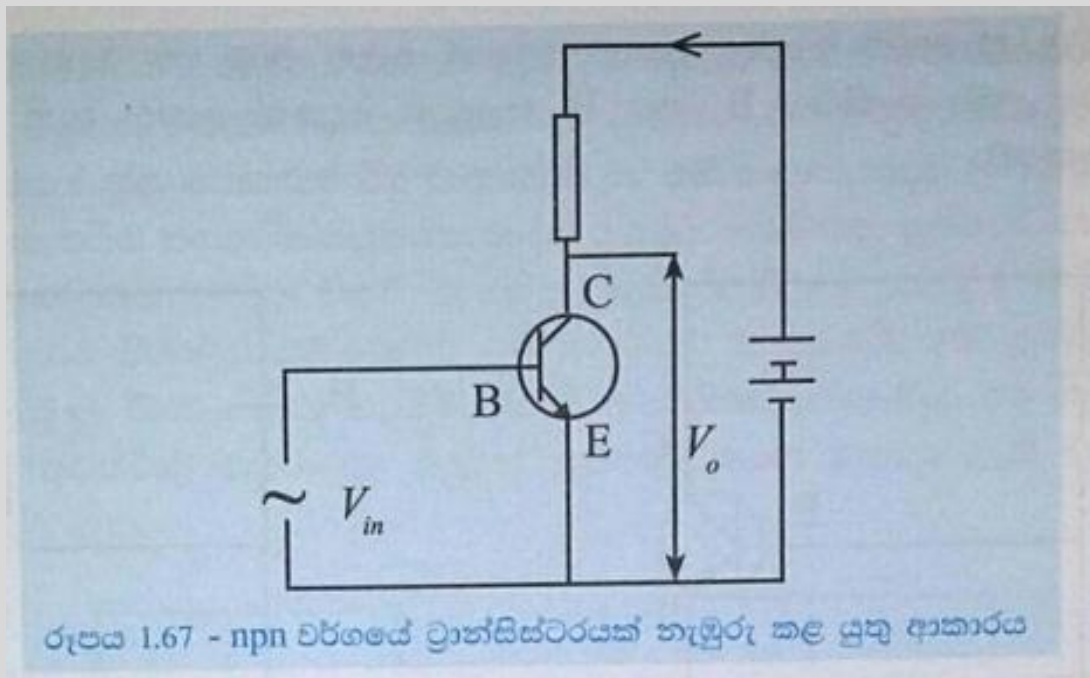 C
B
E
V_o
~ V_in
රූපය 1.67 - npn වර්ගයේ ට්‍රාන්සිස්ටරයක් නැඹුරු කළ යුතු ආකාරය